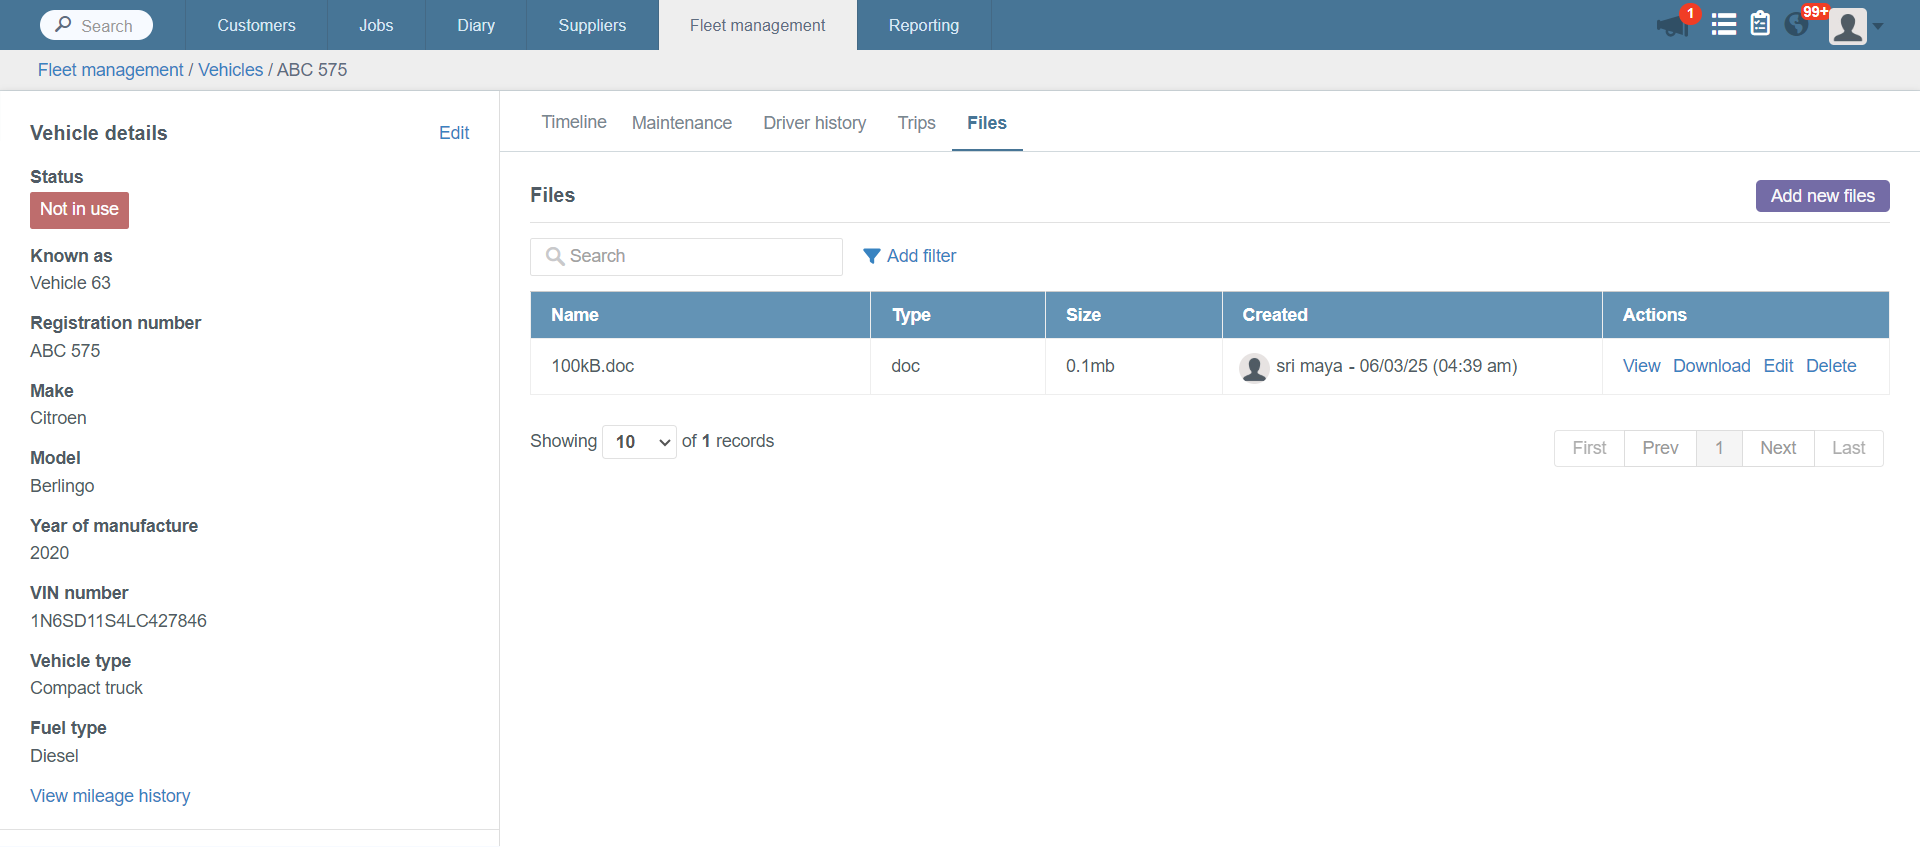 Search Customers Jobs Diary Suppliers Fleet management Reporting 1 99+
Fleet management / Vehicles / ABC 575
Vehicle details Edit
Status
Not in use
Known as
Vehicle 63
Registration number
ABC 575
Make
Citroen
Model
Berlingo
Year of manufacture
2020
VIN number
1N6SD11S4LC427846
Vehicle type
Compact truck
Fuel type
Diesel
View mileage history
Timeline Maintenance Driver history Trips Files
Files Add new files
Search Add filter
Name Type Size Created Actions
100kB.doc doc 0.1mb sri maya - 06/03/25 (04:39 am) View Download Edit Delete
Showing 10 of 1 records First Prev 1 Next Last